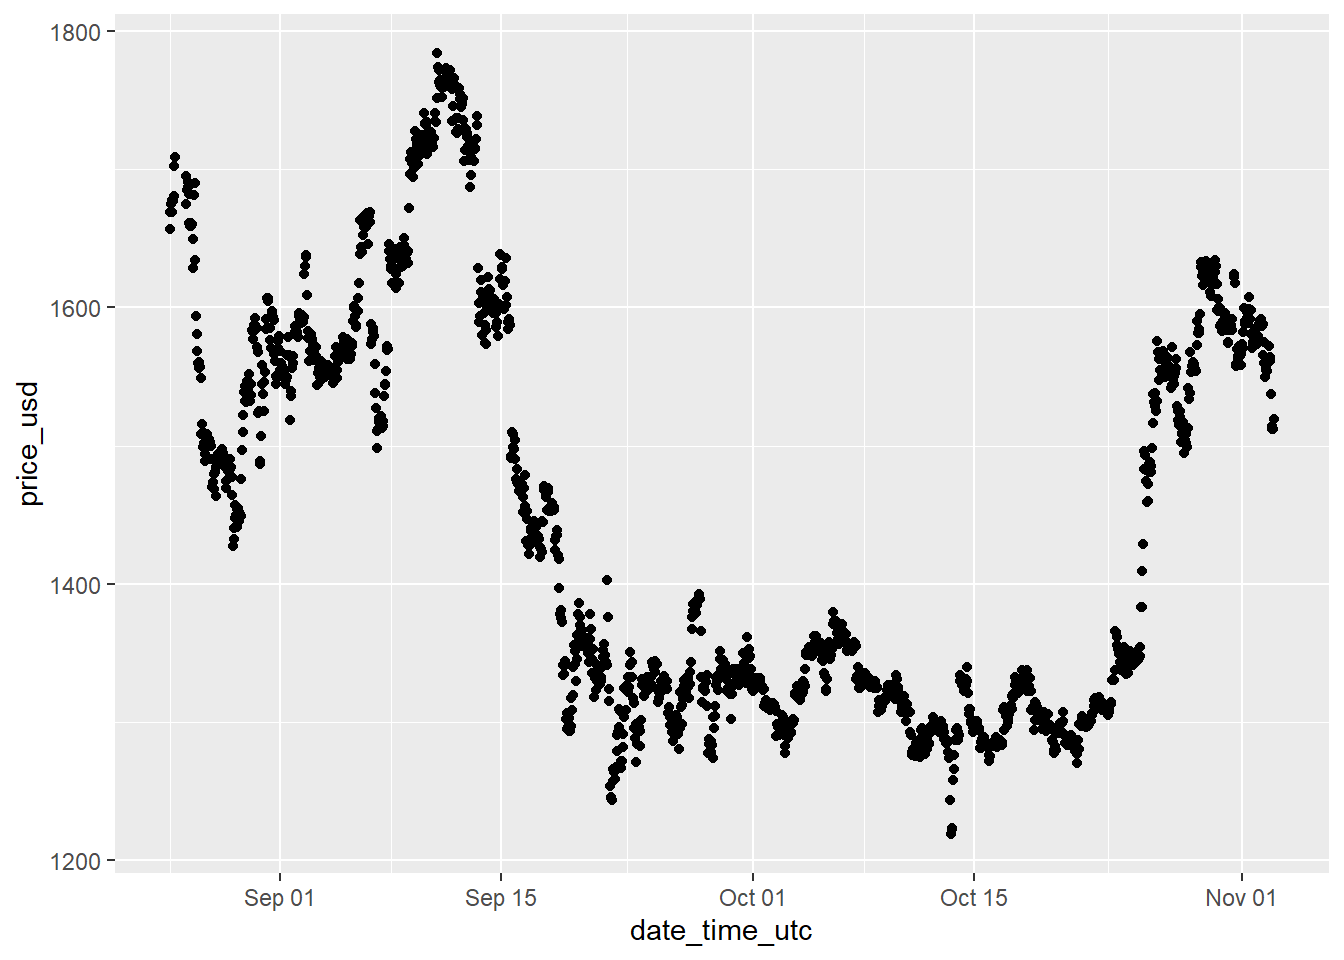 1800
1600
1400
1200
price_usd
Sep 01
Sep 15
Oct 01
Oct 15
Nov 01
date_time_utc